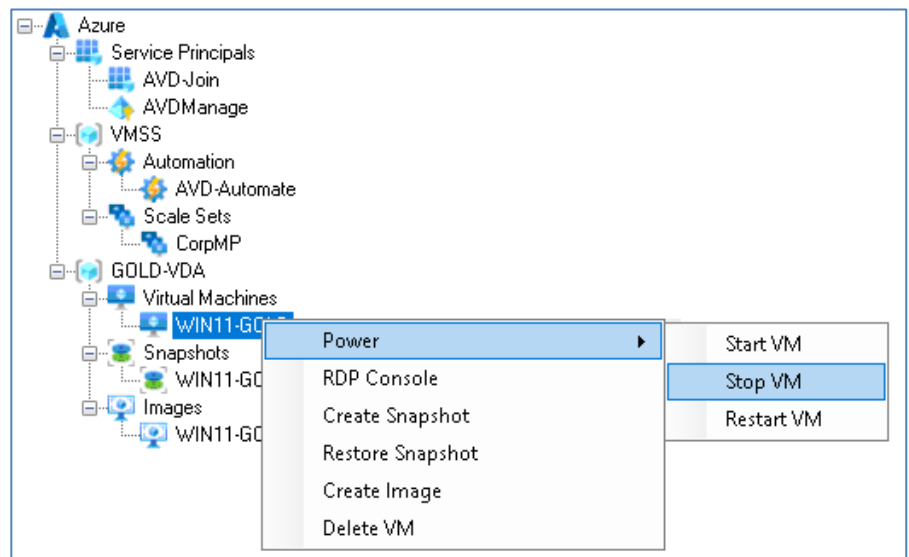 Azure
Service Principals
AVD-Join
AVDManage
VMSS
Automation
AVD-Automate
Scale Sets
CorpMP
GOLD-VDA
Virtual Machines
Snapshots
Images
Power
RDP Console
Create Snapshot
Restore Snapshot
Create Image
Delete VM
Start VM
Stop VM
Restart VM